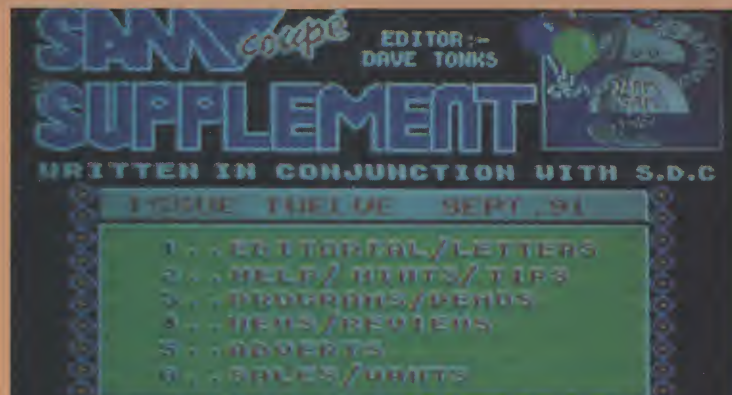 SAM coupé
EDITOR:-
DAVE TONKS
SUPPLEMENT
WRITTEN IN CONJUNCTION WITH S.D.C
ISSUE TWELVE SEPT.91
1..EDITORIAL/LETTERS
2..HELP/HINTS/TIPS
3..PROGRAMS/DEMOS
4..NEWS/REVIEWS
5..ADVERTS
6..SALES/WANTS